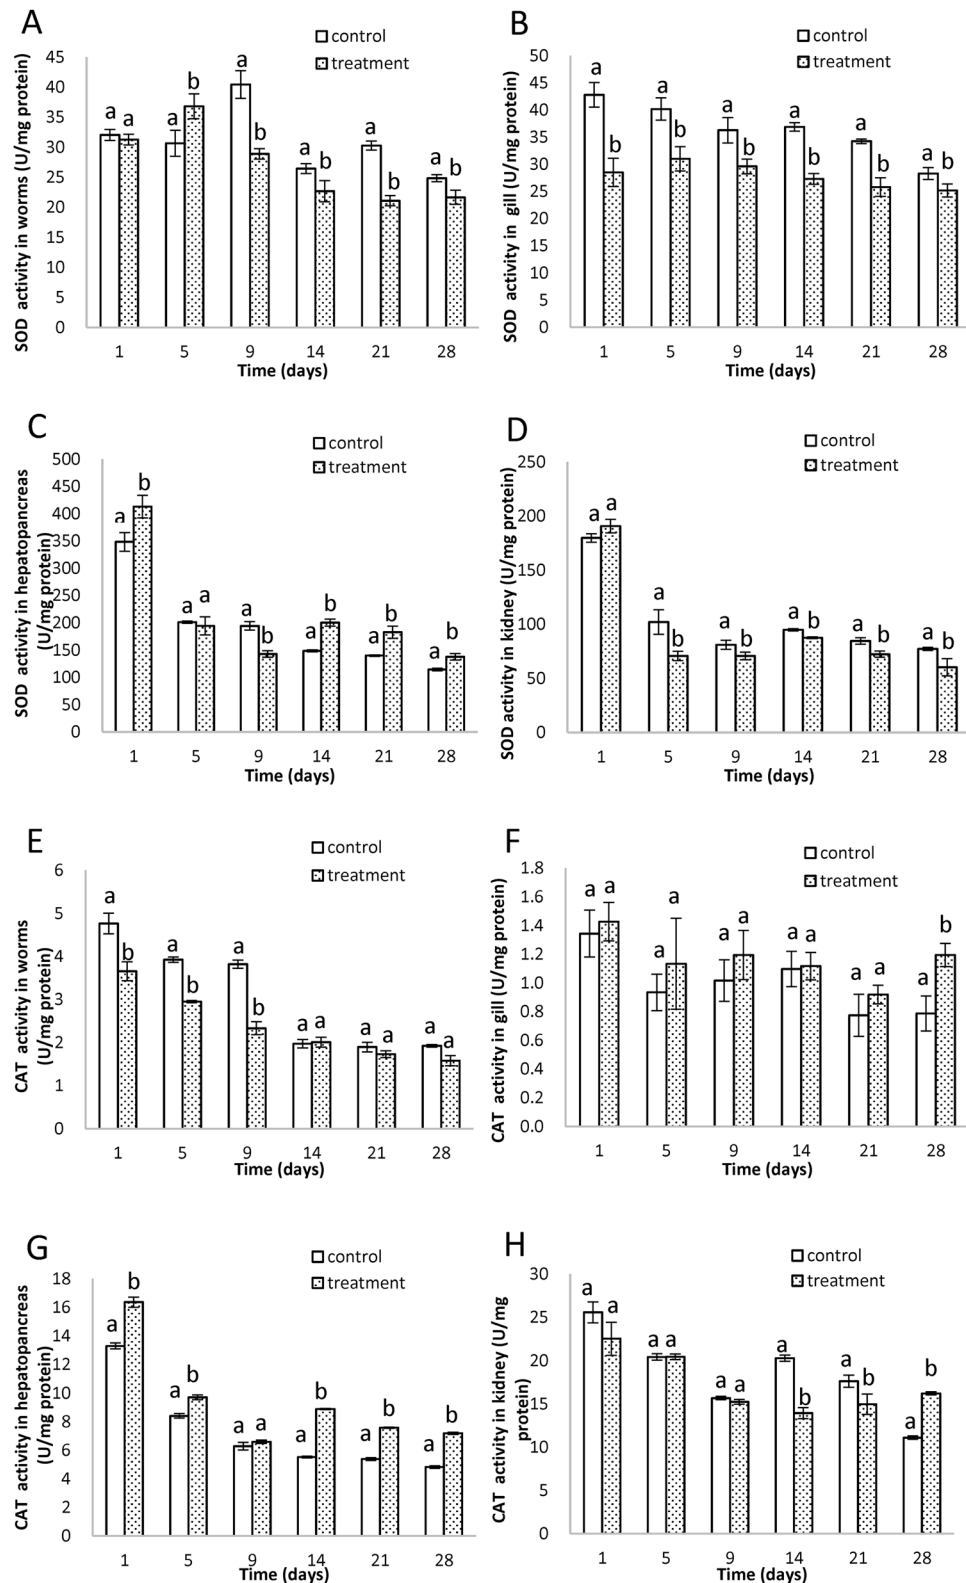 A
control
treatment
SOD activity in worms (U/mg protein)
45
40
35
30
25
20
15
10
5
0
a a a b a b a b a b a b
1 5 9 14 21 28
Time (days)
B
control
treatment
SOD activity in gill (U/mg protein)
50
45
40
35
30
25
20
15
10
5
0
a b a b a b a b a b a b
1 5 9 14 21 28
Time (days)
C
control
treatment
SOD activity in hepatopancreas
(U/mg protein)
500
450
400
350
300
250
200
150
100
50
0
a b a a a b a b a b a b
1 5 9 14 21 28
Time (days)
D
control
treatment
SOD activity in kidney (U/mg protein)
250
200
150
100
50
0
a a a b a b a b a b a b
1 5 9 14 21 28
Time (days)
E
control
treatment
CAT activity in worms
(U/mg protein)
6
5
4
3
2
1
0
a b a b a b a a a a a a
1 5 9 14 21 28
Time (days)
F
control
treatment
CAT activity in gill (U/mg protein)
1.8
1.6
1.4
1.2
1.0
0.8
0.6
0.4
0.2
0.0
a a a a a a a a a a a b
1 5 9 14 21 28
Time (days)
G
control
treatment
CAT activity in hepatopancreas
(U/mg protein)
18
16
14
12
10
8
6
4
2
0
a b a b a a a b a b a b
1 5 9 14 21 28
Time (days)
H
control
treatment
CAT activity in kidney (U/mg
protein)
30
25
20
15
10
5
0
a a a a a a a b a b a b
1 5 9 14 21 28
Time (days)